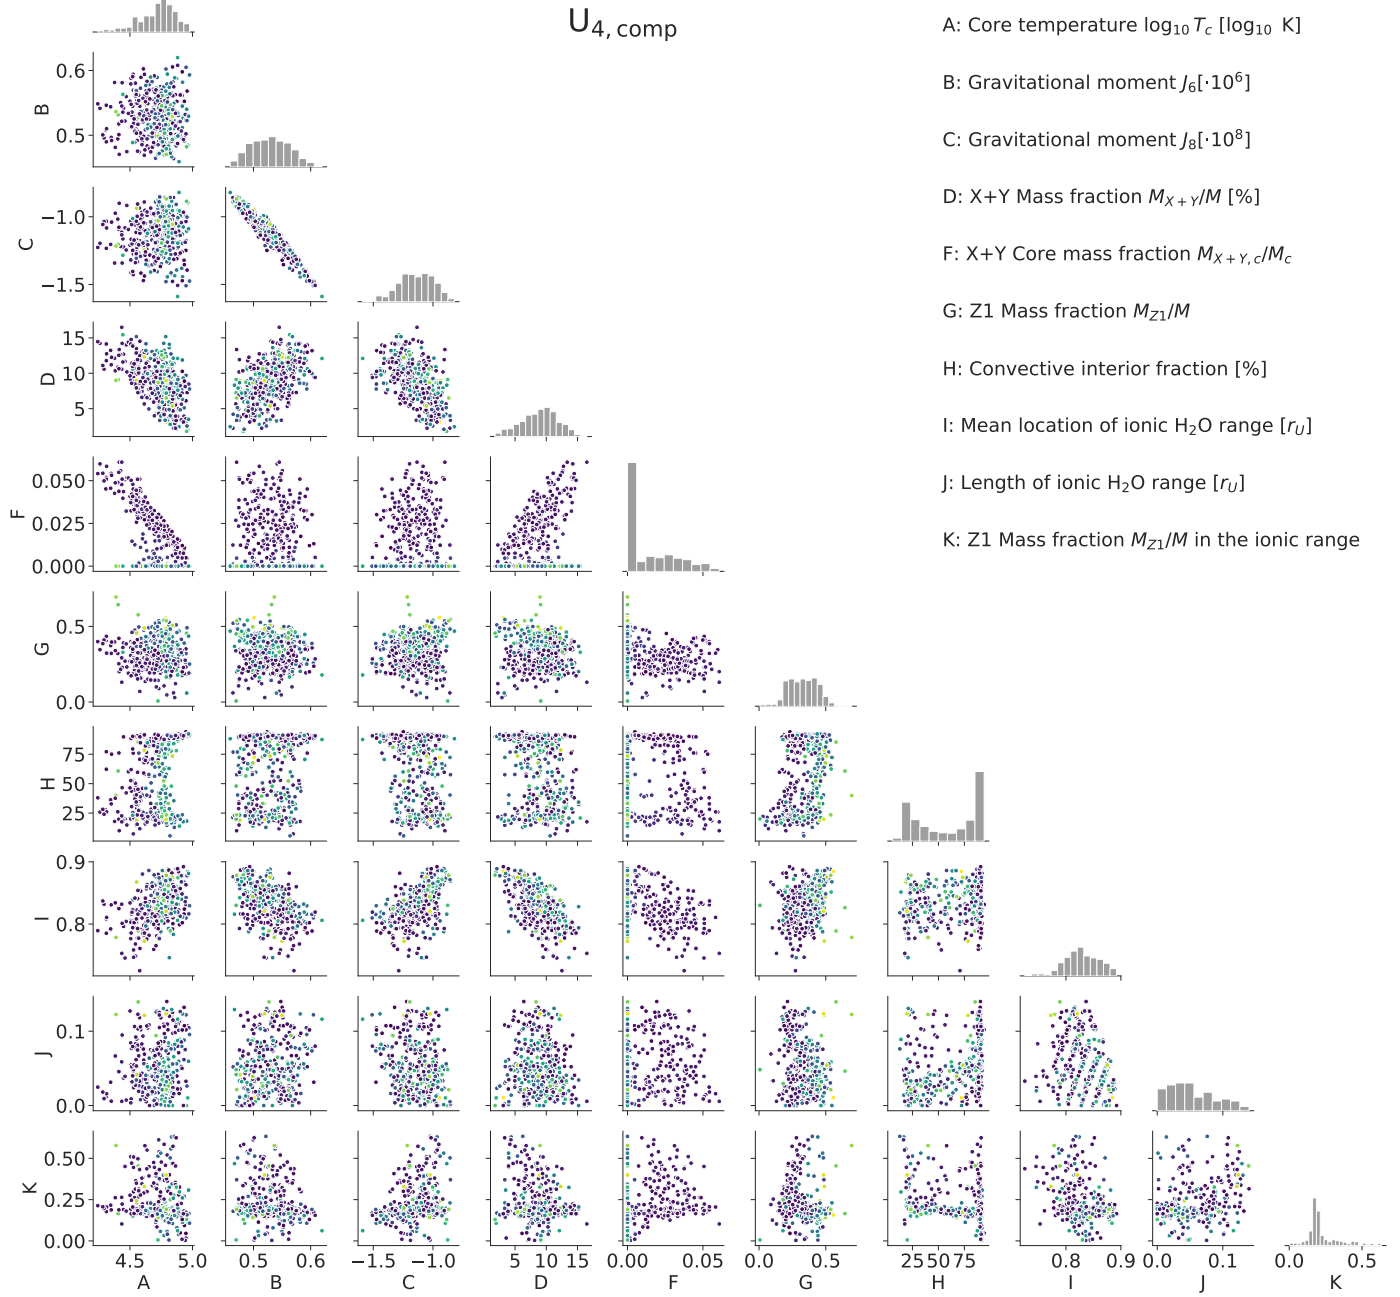 U4, comp
A: Core temperature log10 Tc [log10 K]
B: Gravitational moment J6[·10^6]
C: Gravitational moment J8[·10^8]
D: X+Y Mass fraction MX+Y/M [%]
F: X+Y Core mass fraction MX+Y,c/Mc
G: Z1 Mass fraction MZ1/M
H: Convective interior fraction [%]
I: Mean location of ionic H2O range [rU]
J: Length of ionic H2O range [rU]
K: Z1 Mass fraction MZ1/M in the ionic range
0.6
0.5
B
−1.0
−1.5
C
15
10
5
D
0.050
0.025
0.000
F
0.5
0.0
G
75
50
25
H
0.9
0.8
I
0.1
0.0
J
0.50
0.25
0.00
K
4.5 5.0 0.5 0.6 −1.5 −1.0 5 10 15 0.00 0.05 0.0 0.5 25 50 75 0.8 0.9 0.0 0.1 0.0 0.5
A B C D F G H I J K